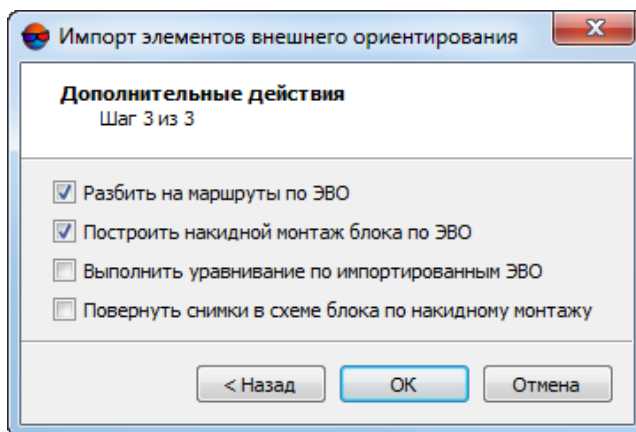 Импорт элементов внешнего ориентирования
Дополнительные действия
Шаг 3 из 3
Разбить на маршруты по ЭВО
Построить накидной монтаж блока по ЭВО
Выполнить уравнивание по импортированным ЭВО
Повернуть снимки в схеме блока по накидному монтажу
< Назад
ОК
Отмена